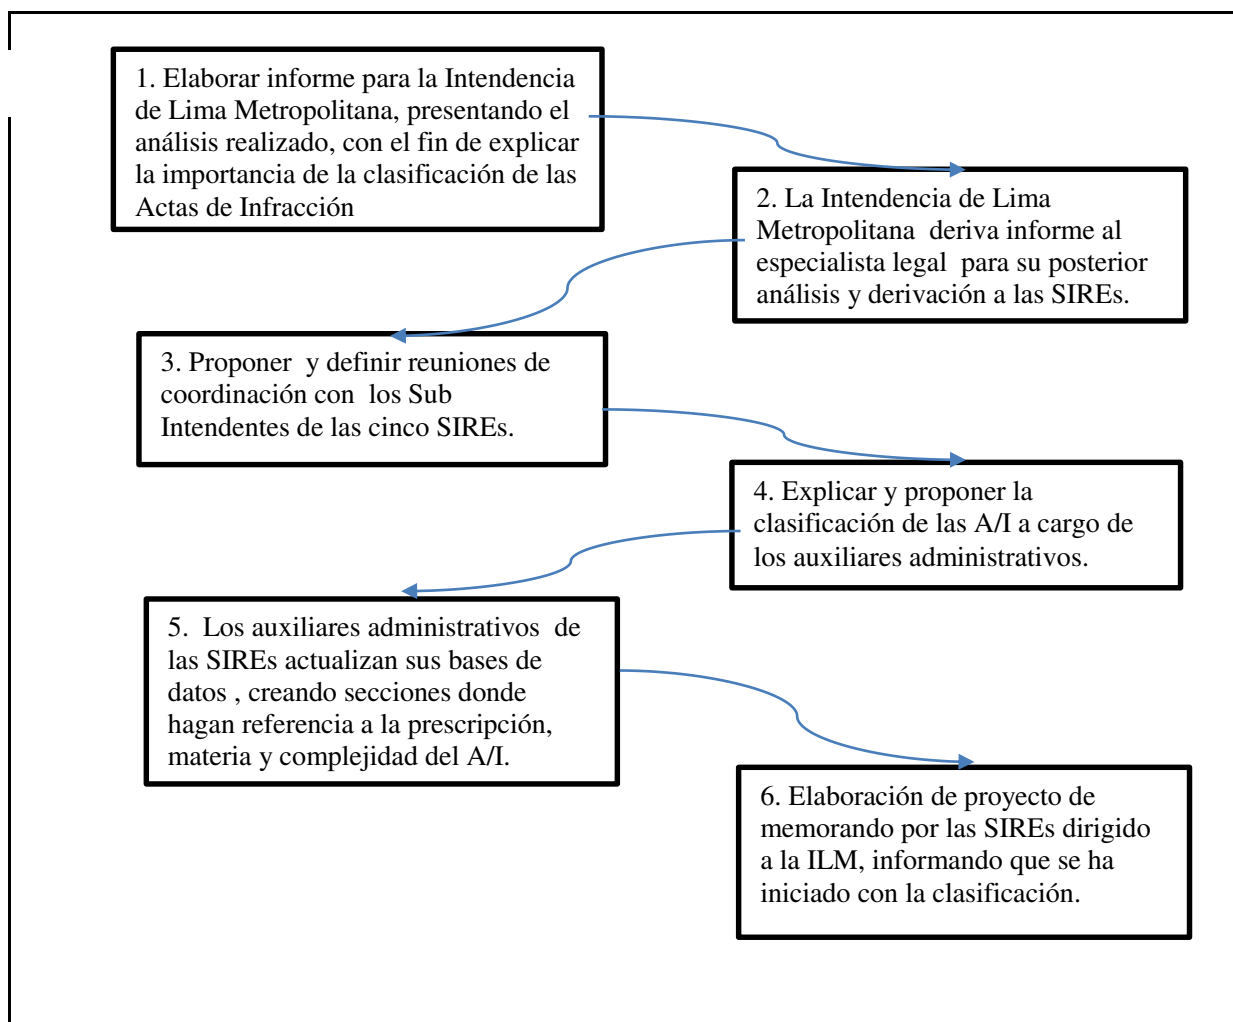 1. Elaborar informe para la Intendencia
de Lima Metropolitana, presentando el
análisis realizado, con el fin de explicar
la importancia de la clasificación de las
Actas de Infracción
2. La Intendencia de Lima
Metropolitana  deriva informe al
especialista legal  para su posterior
análisis y derivación a las SIREs.
3. Proponer  y definir reuniones de
coordinación con  los Sub
Intendentes de las cinco SIREs.
4. Explicar y proponer la
clasificación de las A/I a cargo de
los auxiliares administrativos.
5.  Los auxiliares administrativos  de
las SIREs actualizan sus bases de
datos , creando secciones donde
hagan referencia a la prescripción,
materia y complejidad del A/I.
6. Elaboración de proyecto de
memorando por las SIREs dirigido
a la ILM, informando que se ha
iniciado con la clasificación.